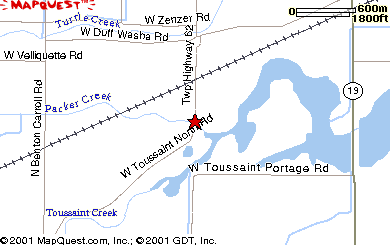 MAPQUEST™
Turtle Creek
W Zenzer Rd
W Duff Washa Rd
600m
1800ft
0
W Velliquette Rd
Twp Highway 62
Packer Creek
19
N Benton Carroll Rd
W Toussaint North Rd
W Toussaint Portage Rd
Toussaint Creek
©2001 MapQuest.com, Inc.; ©2001 GDT, Inc.